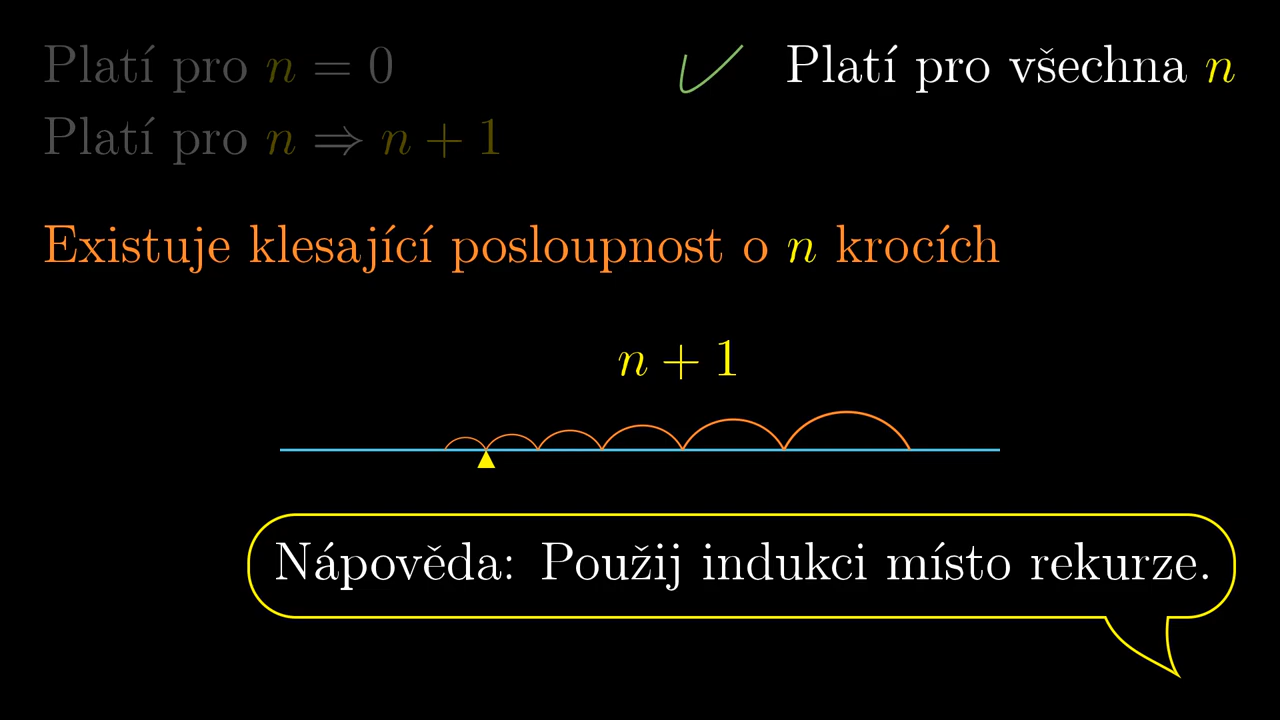 Platí pro n = 0
Platí pro všechna n
Platí pro n ⇒ n + 1
Existuje klesající posloupnost o n krocích
n + 1
Nápověda: Použij indukci místo rekurze.